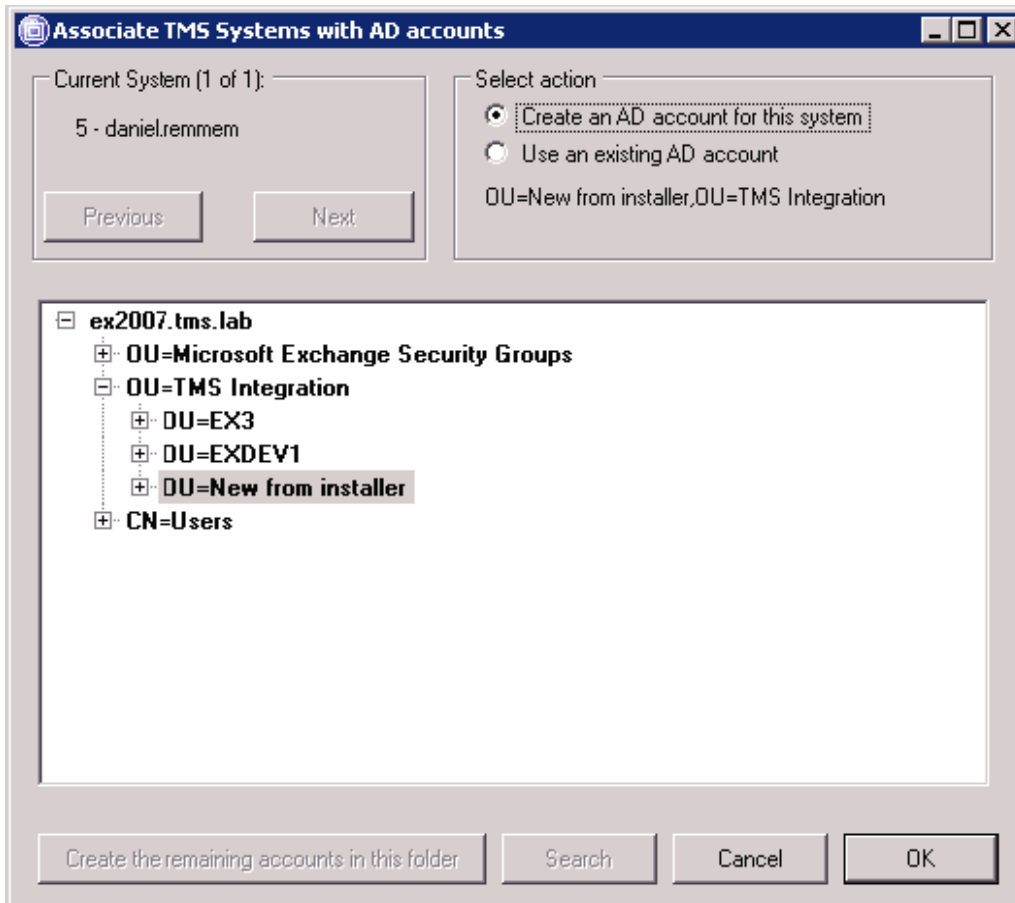 Associate TMS Systems with AD accounts
Current System (1 of 1):
5 - daniel.remmem
Previous
Next
Select action
Create an AD account for this system
Use an existing AD account
OU=New from installer,OU=TMS Integration
ex2007.tms.lab
OU=Microsoft Exchange Security Groups
OU=TMS Integration
OU=EX3
OU=EXDEV1
OU=New from installer
CN=Users
Create the remaining accounts in this folder
Search
Cancel
OK